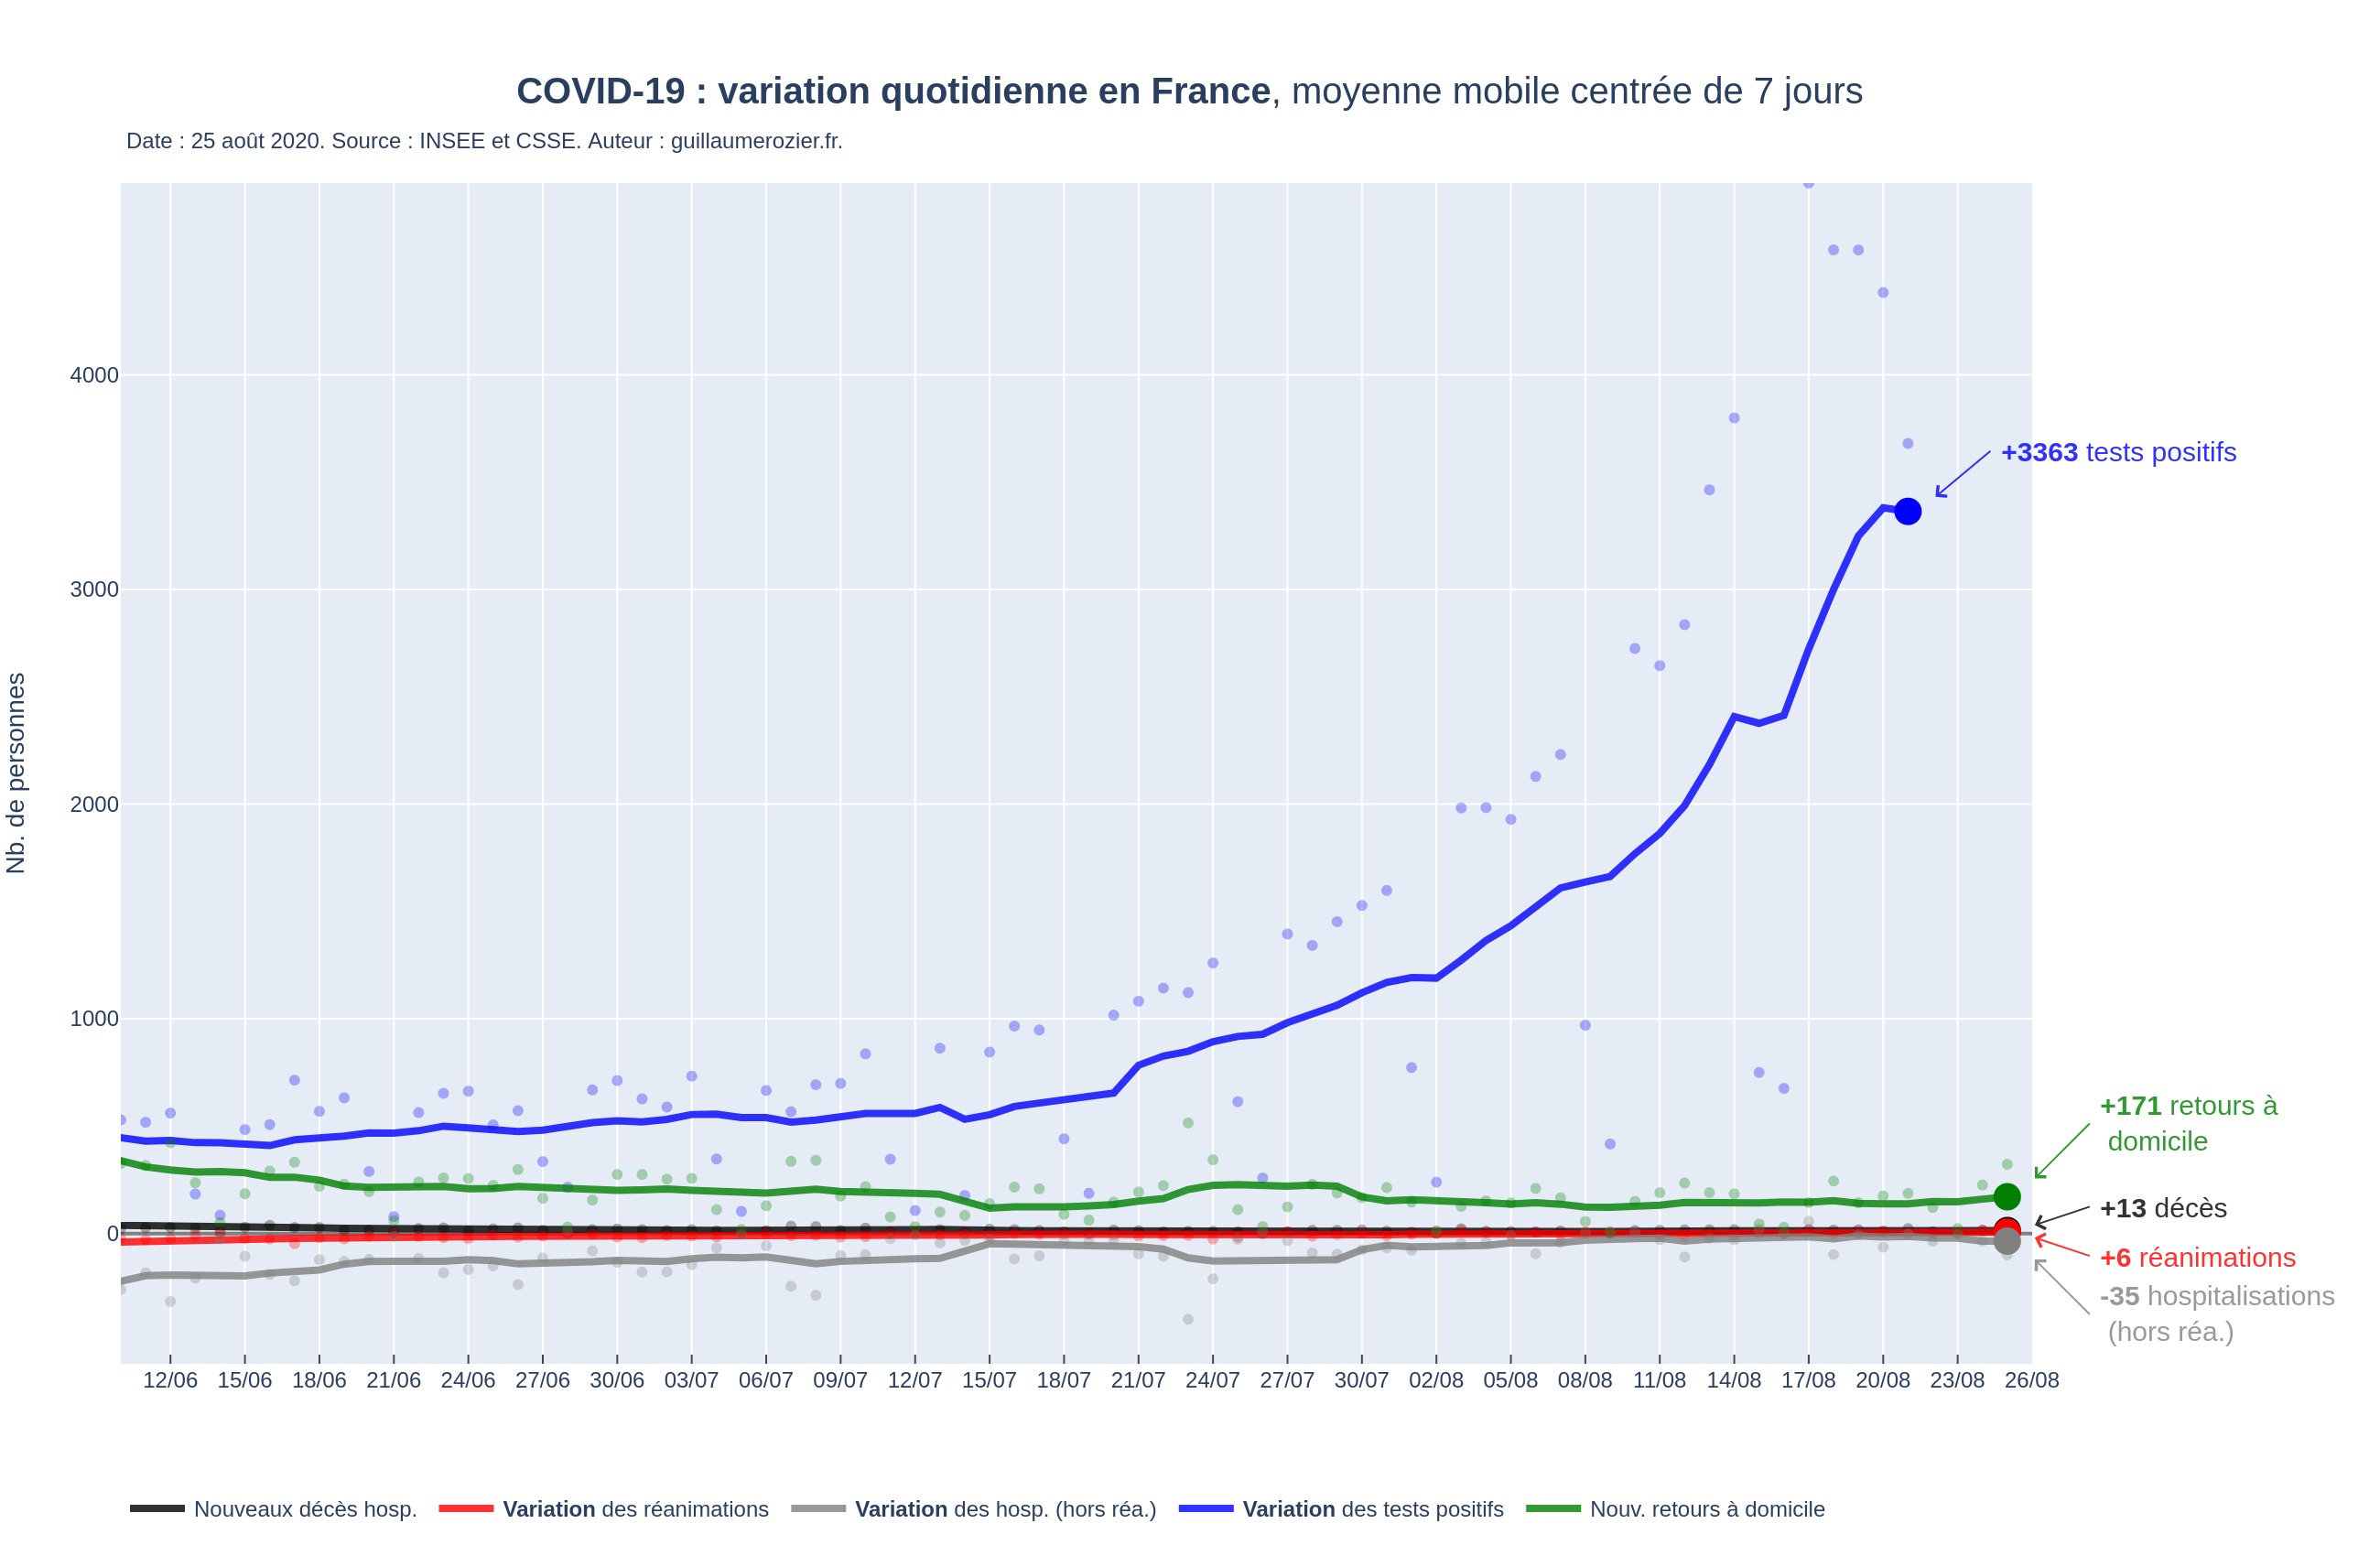 COVID-19 : variation quotidienne en France, moyenne mobile centrée de 7 jours
Date : 25 août 2020. Source : INSEE et CSSE. Auteur : guillaumerozier.fr.
Nb. de personnes
4000
3000
2000
1000
0
+3363 tests positifs
+171 retours à
domicile
+13 décès
+6 réanimations
-35 hospitalisations
(hors réa.)
12/06 15/06 18/06 21/06 24/06 27/06 30/06 03/07 06/07 09/07 12/07 15/07 18/07 21/07 24/07 27/07 30/07 02/08 05/08 08/08 11/08 14/08 17/08 20/08 23/08 26/08
Nouveaux décès hosp. Variation des réanimations Variation des hosp. (hors réa.) Variation des tests positifs Nouv. retours à domicile